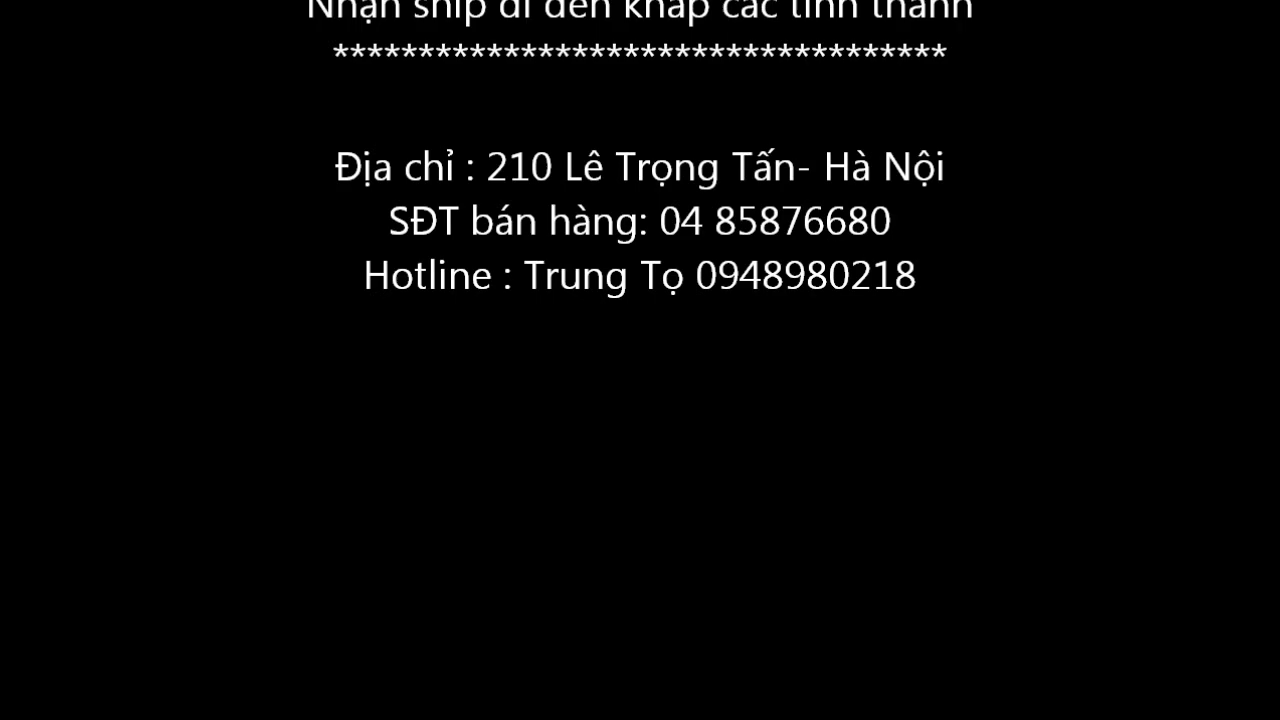 Nhận ship đi đến khắp các tỉnh thành
************************************
Địa chỉ : 210 Lê Trọng Tấn- Hà Nội
SĐT bán hàng: 04 85876680
Hotline : Trung Tọ 0948980218